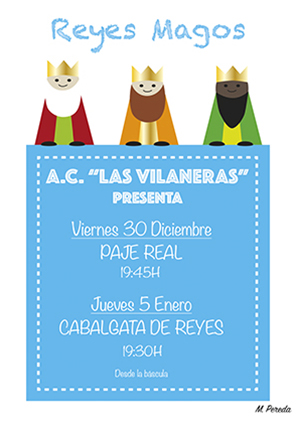 Reyes Magos
A.C. "LAS VILANERAS"
PRESENTA
Viernes 30 Diciembre
PAJE REAL
19:45H
Jueves 5 Enero
CABALGATA DE REYES
19:30H
Desde la báscula
M. Pereda